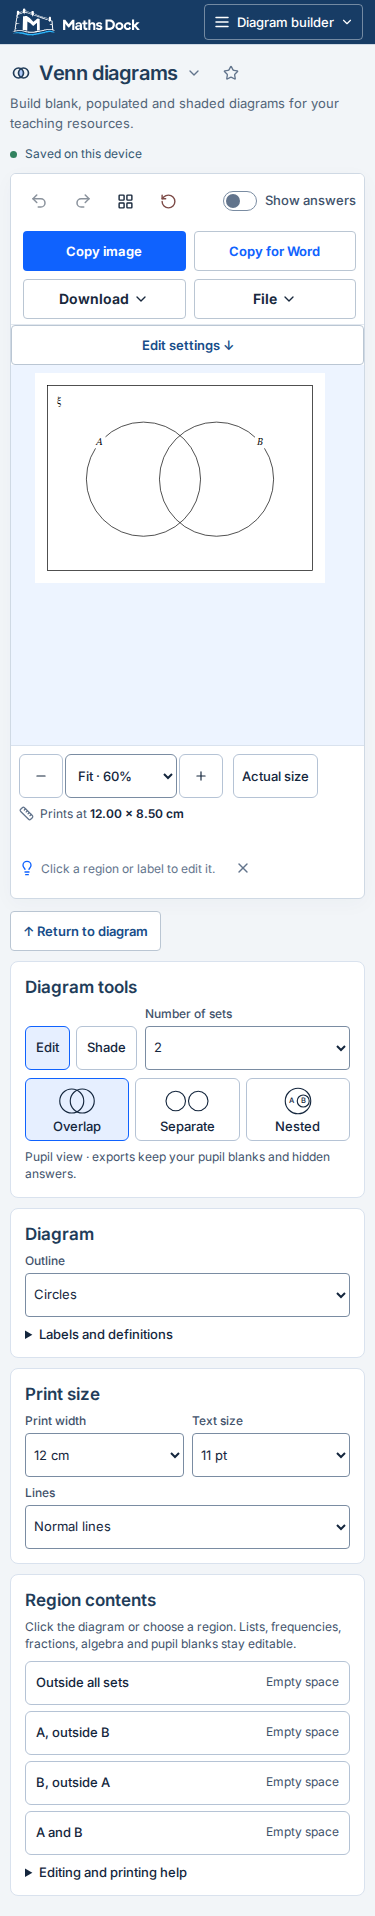 Maths Dock
Diagram builder
Venn diagrams
Build blank, populated and shaded diagrams for your
teaching resources.
Saved on this device
Show answers
Copy image
Copy for Word
Download
File
Edit settings ↓
ξ
A
B
−
Fit · 60%
+
Actual size
Prints at 12.00 × 8.50 cm
Click a region or label to edit it.
↑ Return to diagram
Diagram tools
Number of sets
Edit
Shade
2
A B
Overlap
Separate
Nested
Pupil view · exports keep your pupil blanks and hidden
answers.
Diagram
Outline
Circles
Labels and definitions
Print size
Print width
Text size
12 cm
11 pt
Lines
Normal lines
Region contents
Click the diagram or choose a region. Lists, frequencies,
fractions, algebra and pupil blanks stay editable.
Outside all sets
Empty space
A, outside B
Empty space
B, outside A
Empty space
A and B
Empty space
Editing and printing help